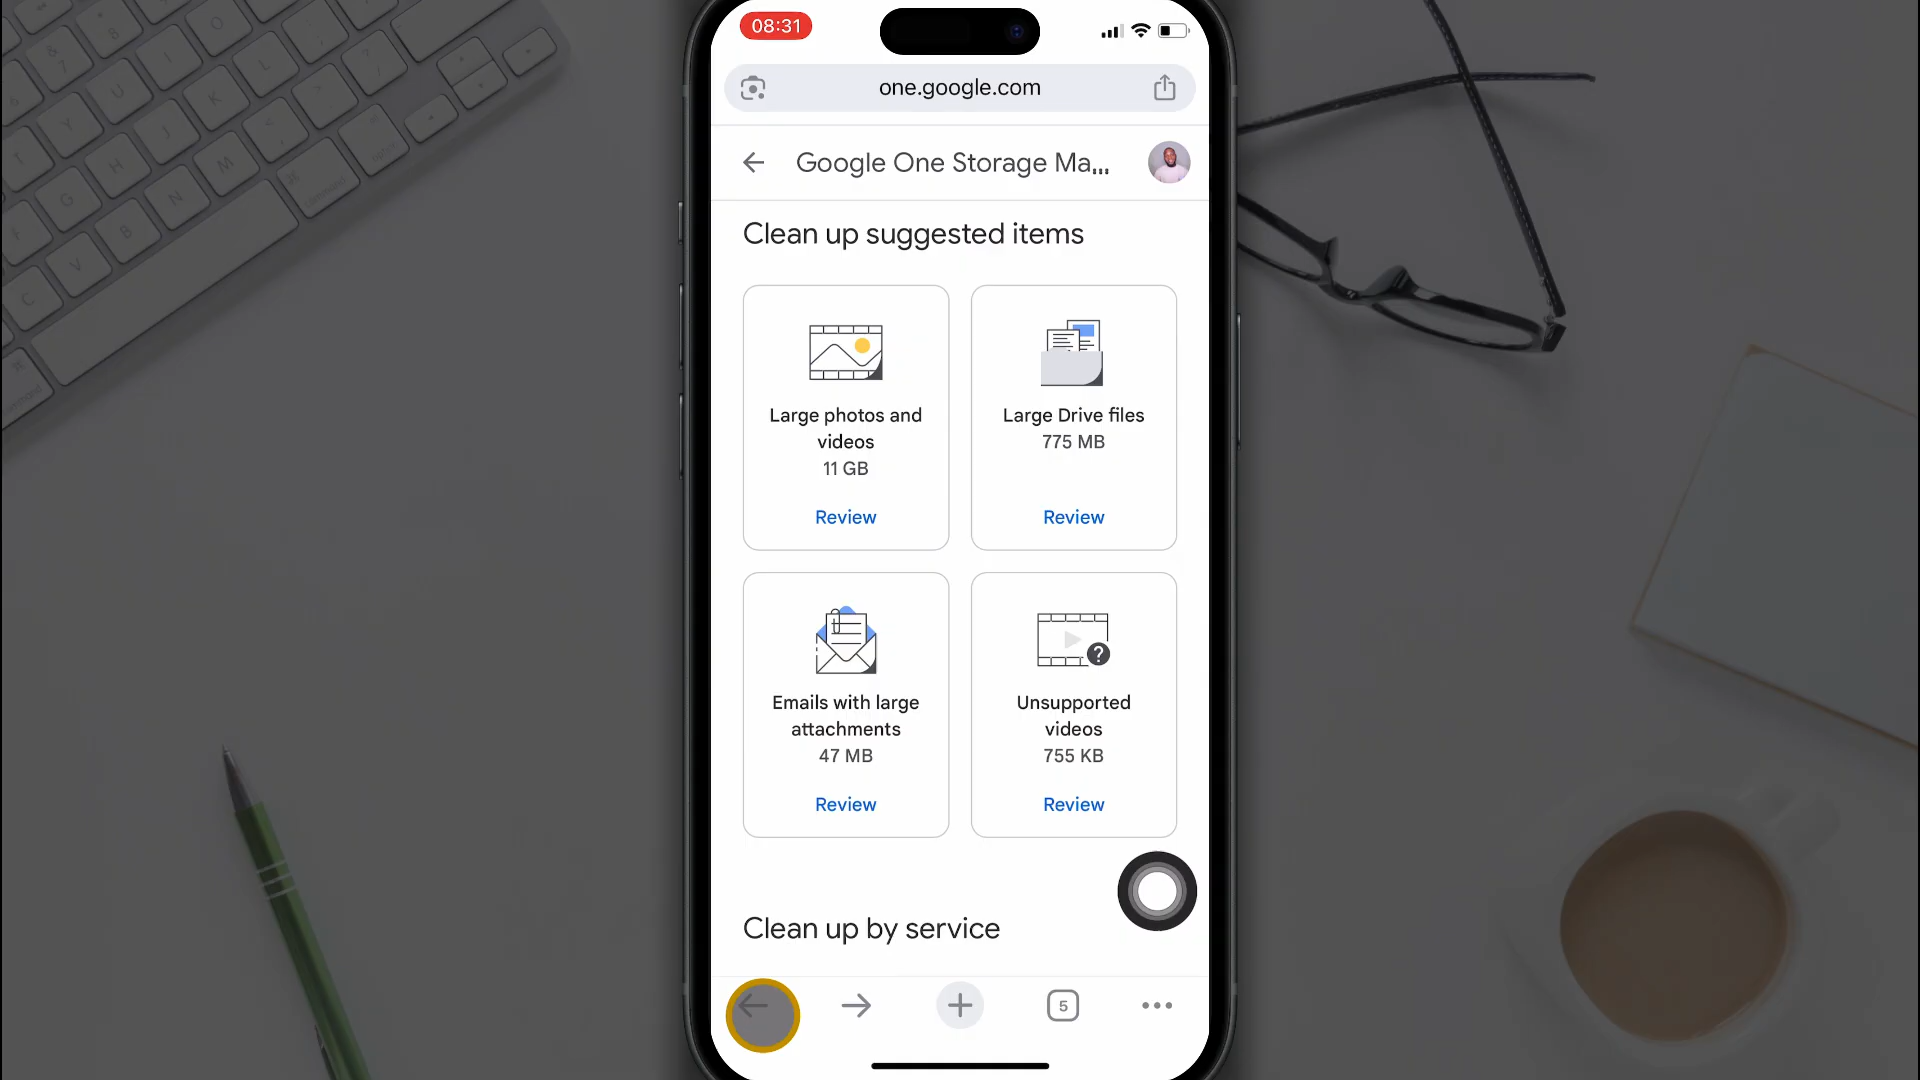 08:31
one.google.com
Google One Storage Ma...
Clean up suggested items
Large photos and
videos
11 GB
Review
Large Drive files
775 MB
Review
Emails with large
attachments
47 MB
Review
?
Unsupported
videos
755 KB
Review
Clean up by service
5